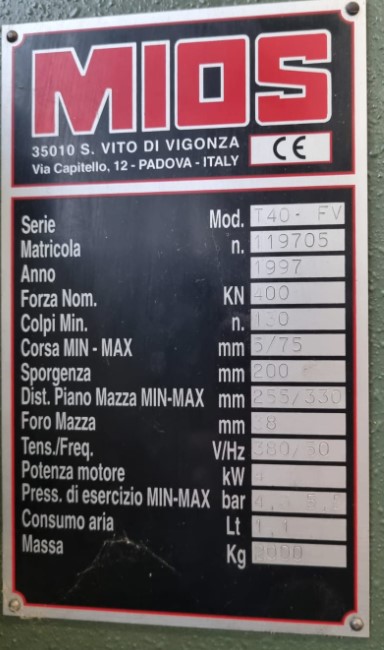 MIOS
35010 S. VITO DI VIGONZA
Via Capitello, 12 - PADOVA - ITALY
CE
Serie Mod. T40- FV
Matricola n. 119705
Anno 1997
Forza Nom. KN 400
Colpi Min. n. 130
Corsa MIN - MAX mm 5/75
Sporgenza mm 200
Dist. Piano Mazza MIN-MAX mm 255/330
Foro Mazza mm 38
Tens./Freq. V/Hz 380/50
Potenza motore kW
Press. di esercizio MIN-MAX bar
Consumo aria Lt 1,1
Massa Kg